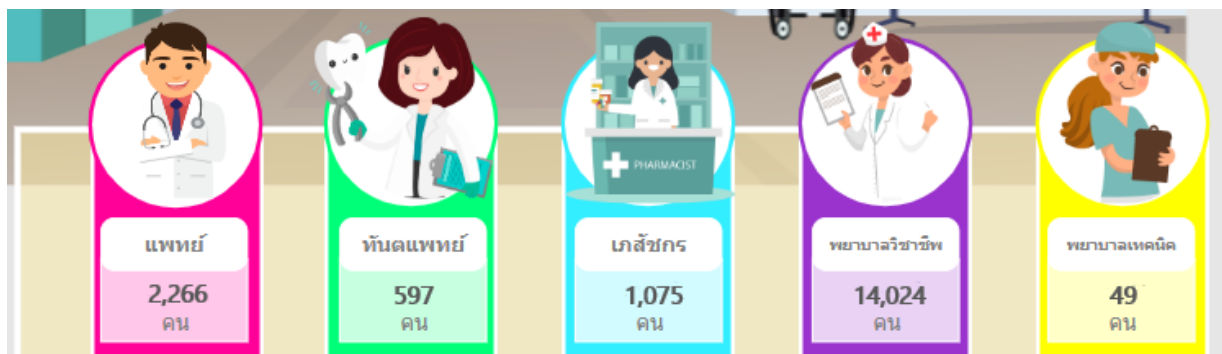 PHARMACIST
แพทย์
2,266
คน
ทันตแพทย์
597
คน
เภสัชกร
1,075
คน
พยาบาลวิชาชีพ
14,024
คน
พยาบาลเทคนิค
49
คน